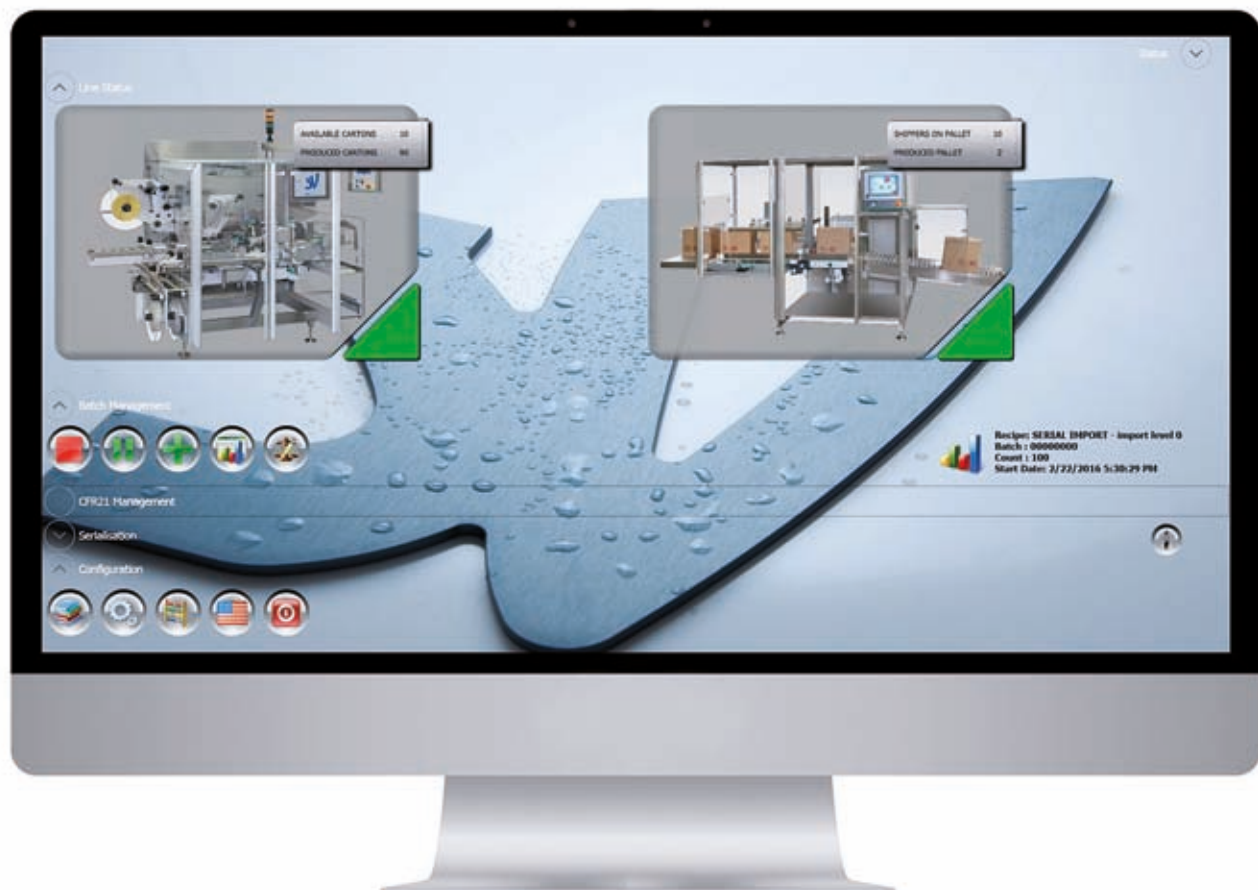 Status
Line Status
AVAILABLE CARTONS 10
PRODUCED CARTONS 90
SHIPPERS ON PALLET 10
PRODUCED PALLET 2
Batch Management
Recipe: SERIAL IMPORT - import level 0
Batch : 00000000
Count : 100
Start Date: 2/22/2016 5:30:29 PM
CFR21 Management
Serialisation
Configuration